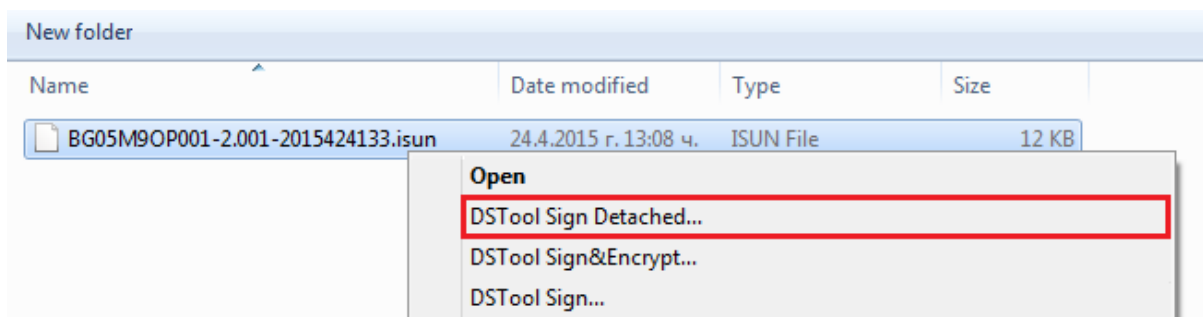 New folder
Name Date modified Type Size
BG05M9OP001-2.001-2015424133.isun 24.4.2015 г. 13:08 ч. ISUN File 12 KB
Open
DSTool Sign Detached...
DSTool Sign&Encrypt...
DSTool Sign...